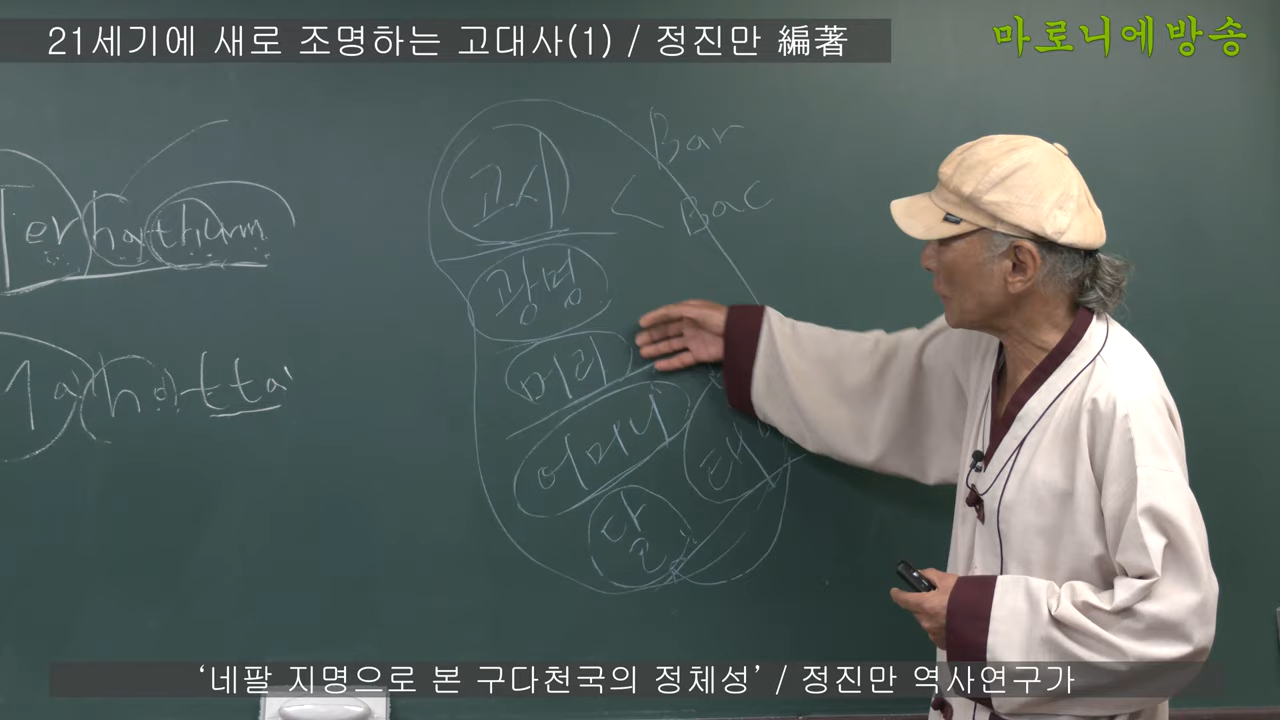 21세기에 새로 조명하는 고대사(1) / 정진만 編著
마로니에방송
Terhathum
고시
< Bar
Bac
광명
머리
어머니
달
hatta
'네팔 지명으로 본 구다천국의 정체성' / 정진만 역사연구가